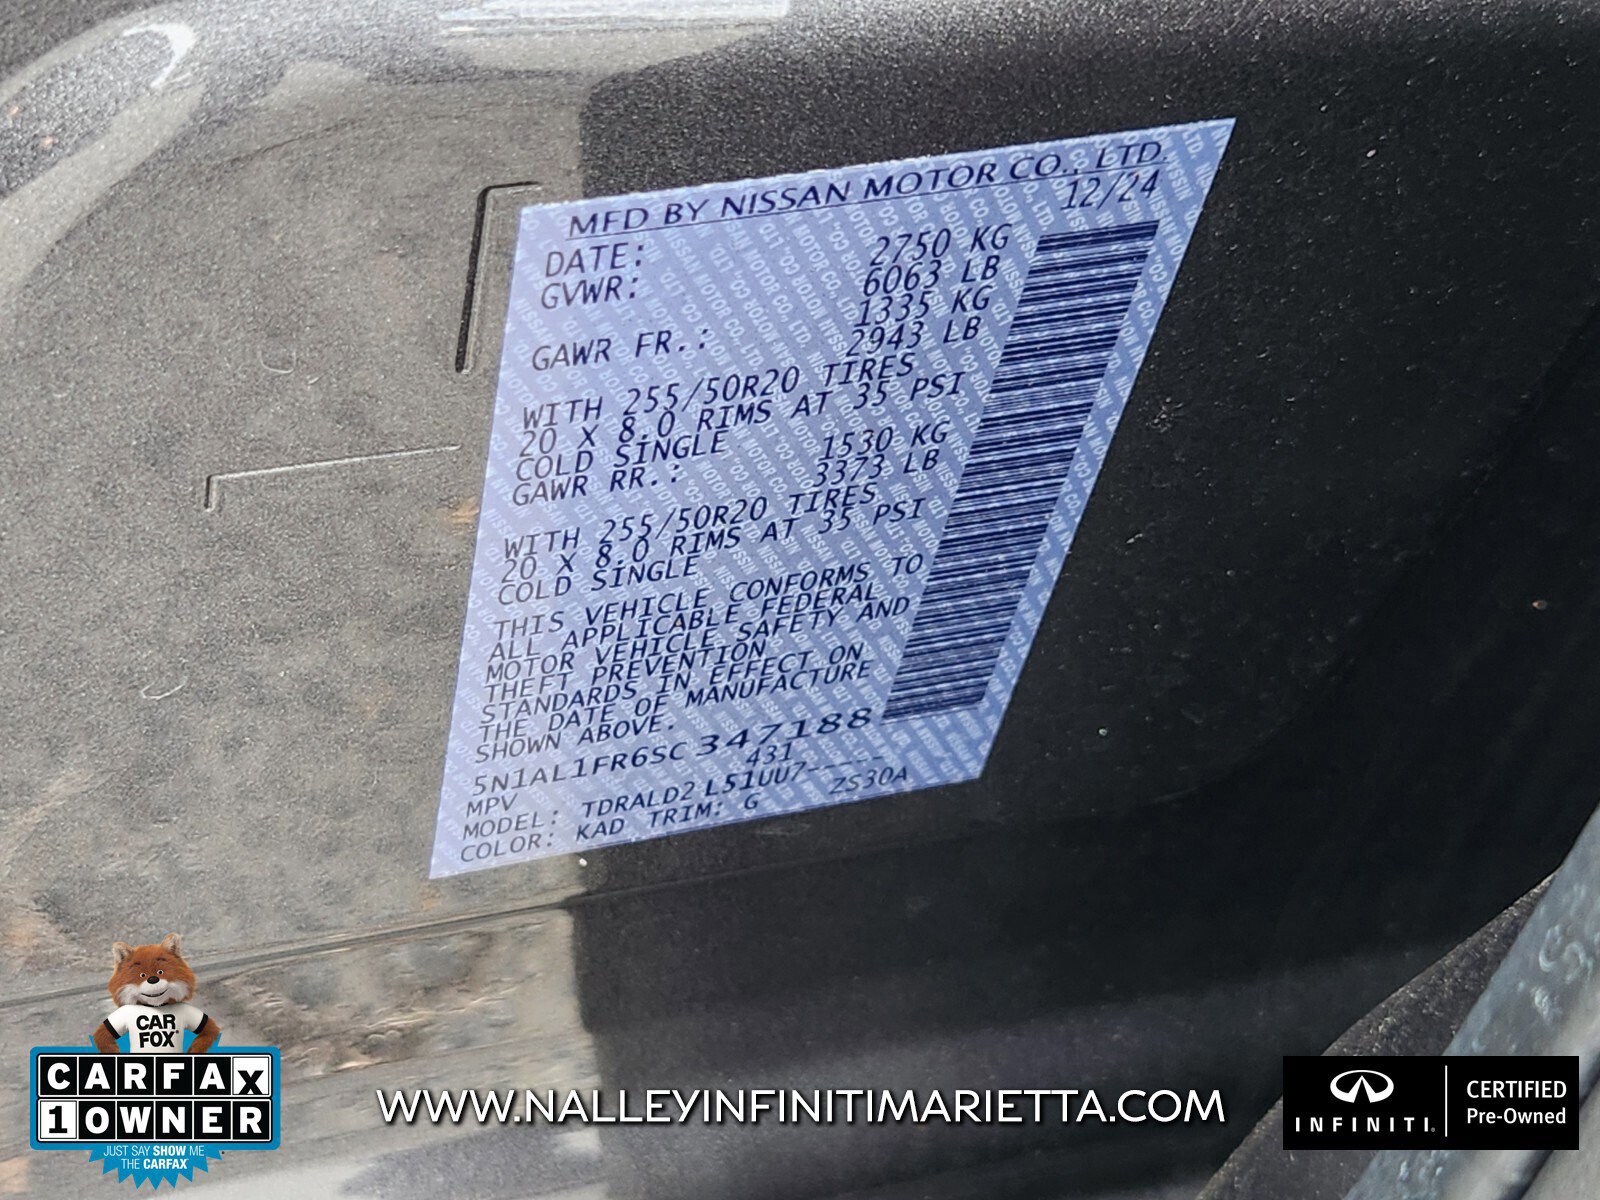 MFD BY NISSAN MOTOR CO., LTD.
DATE: 12/24
GVWR: 2750 KG
6063 LB
GAWR FR.: 1335 KG
2943 LB
WITH 255/50R20 TIRES
20 X 8.0 RIMS AT 35 PSI
COLD SINGLE
GAWR RR.: 1530 KG
3373 LB
WITH 255/50R20 TIRES
20 X 8.0 RIMS AT 35 PSI
COLD SINGLE
THIS VEHICLE CONFORMS TO
ALL APPLICABLE FEDERAL
MOTOR VEHICLE SAFETY AND
THEFT PREVENTION
STANDARDS IN EFFECT ON
THE DATE OF MANUFACTURE
SHOWN ABOVE.
5N1AL1FR6SC347188
MPV 431
MODEL: TDRALD2 L51UU7-----
COLOR: KAD TRIM: G ZS30A
CAR
FOX
CARFAX
1 OWNER
JUST SAY SHOW ME
THE CARFAX
WWW.NALLEYINFINITIMARIETTA.COM
INFINITI
CERTIFIED
Pre-Owned